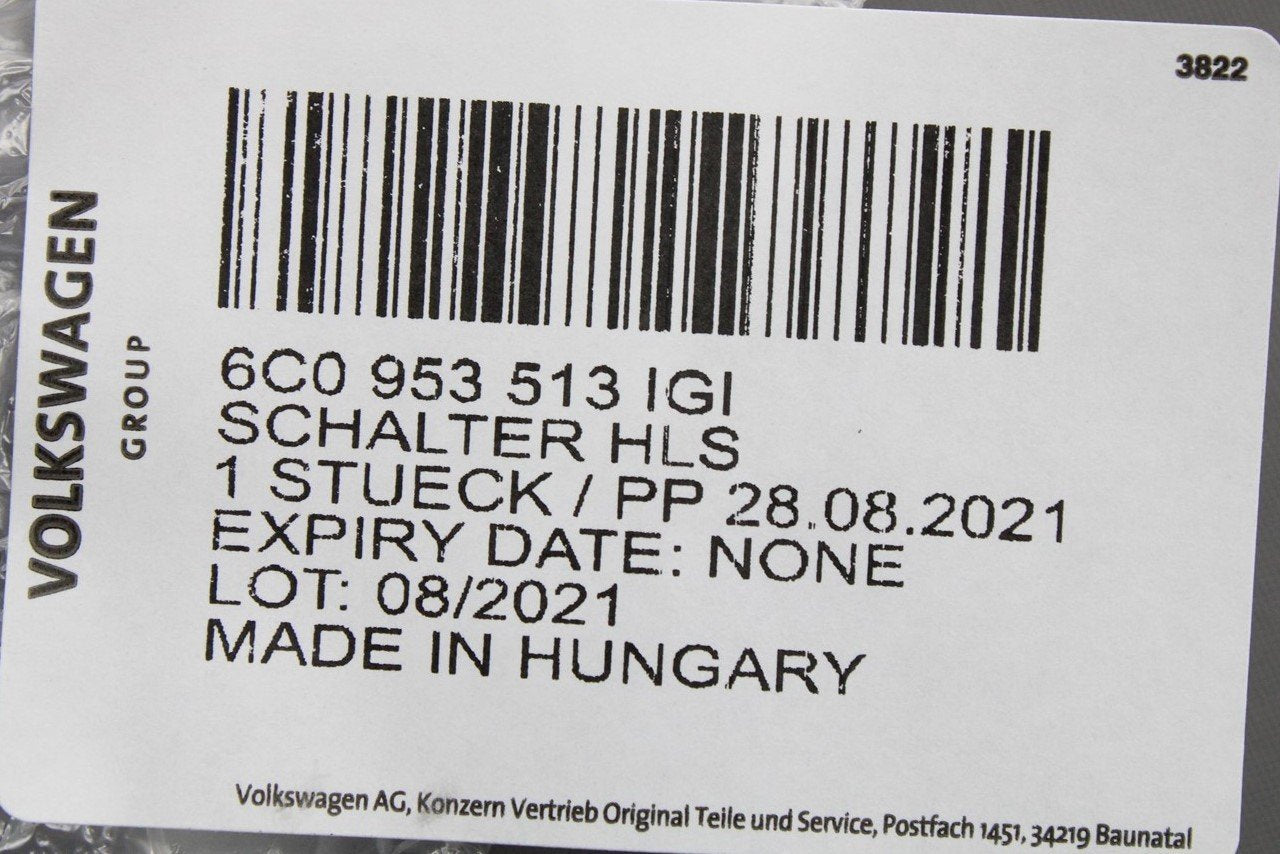 3822
VOLKSWAGEN
GROUP
6C0 953 513 IGI
SCHALTER HLS
1 STUECK / PP 28.08.2021
EXPIRY DATE: NONE
LOT: 08/2021
MADE IN HUNGARY
Volkswagen AG, Konzern Vertrieb Original Teile und Service, Postfach 1451, 34219 Baunatal